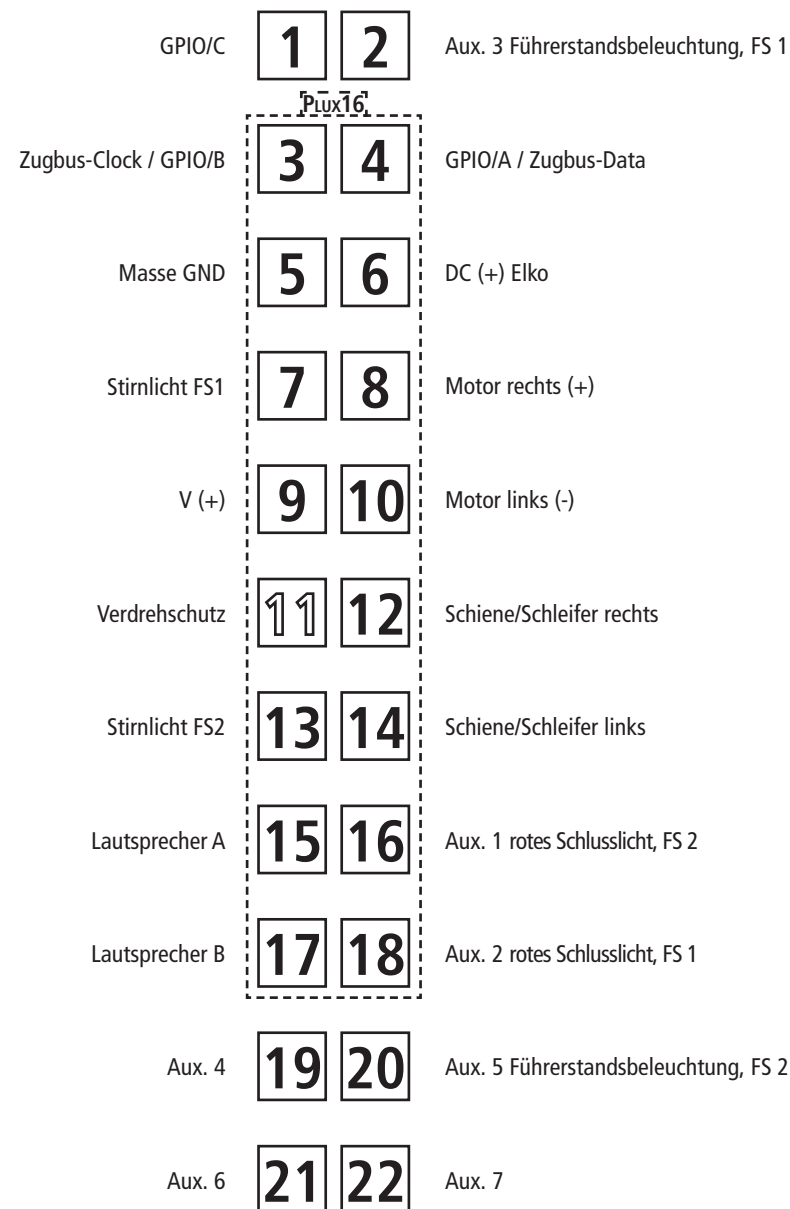 GPIO/C 1 2 Aux. 3 Führerstandsbeleuchtung, FS 1
PLUX16
Zugbus-Clock / GPIO/B 3 4 GPIO/A / Zugbus-Data
Masse GND 5 6 DC (+) Elko
Stirnlicht FS1 7 8 Motor rechts (+)
V (+) 9 10 Motor links (-)
Verdrehschutz 11 12 Schiene/Schleifer rechts
Stirnlicht FS2 13 14 Schiene/Schleifer links
Lautsprecher A 15 16 Aux. 1 rotes Schlusslicht, FS 2
Lautsprecher B 17 18 Aux. 2 rotes Schlusslicht, FS 1
Aux. 4 19 20 Aux. 5 Führerstandsbeleuchtung, FS 2
Aux. 6 21 22 Aux. 7